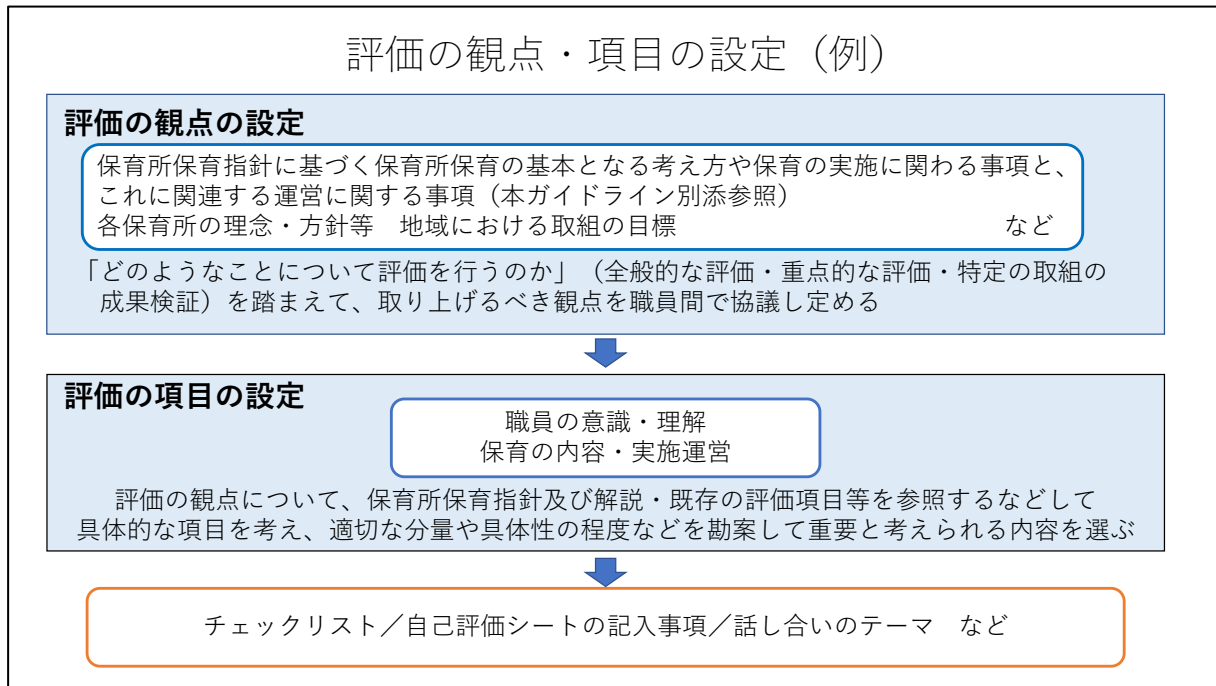 評価の観点・項目の設定（例）
評価の観点の設定
保育所保育指針に基づく保育所保育の基本となる考え方や保育の実施に関わる事項と、
これに関連する運営に関する事項（本ガイドライン別添参照）
各保育所の理念・方針等　地域における取組の目標　など
「どのようなことについて評価を行うのか」（全般的な評価・重点的な評価・特定の取組の
成果検証）を踏まえて、取り上げるべき観点を職員間で協議し定める
評価の項目の設定
職員の意識・理解
保育の内容・実施運営
評価の観点について、保育所保育指針及び解説・既存の評価項目等を参照するなどして
具体的な項目を考え、適切な分量や具体性の程度などを勘案して重要と考えられる内容を選ぶ
チェックリスト／自己評価シートの記入事項／話し合いのテーマ　など